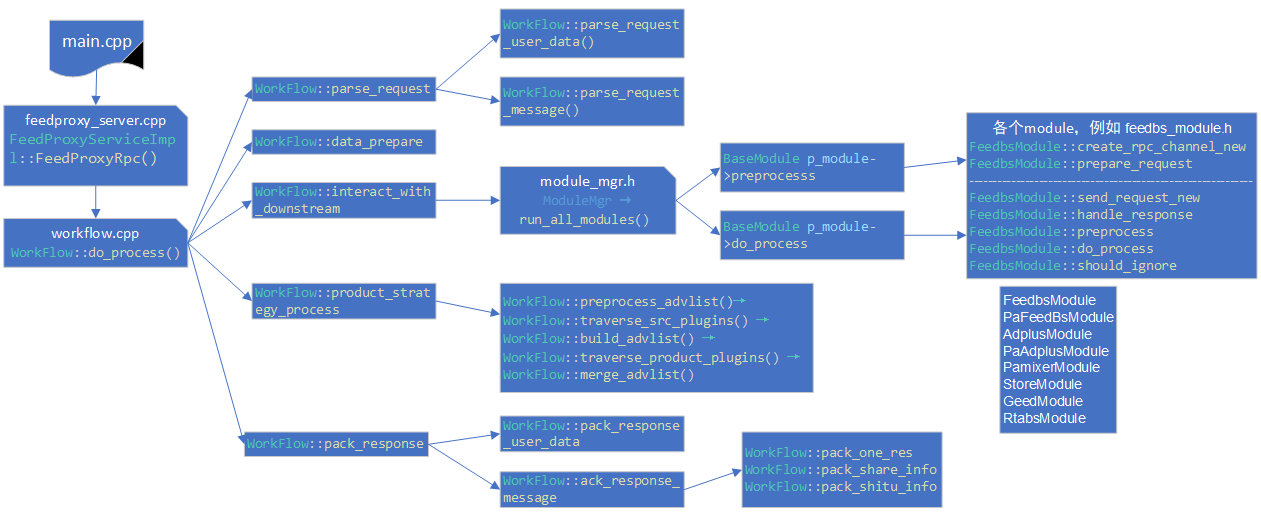 main.cpp
feedproxy_server.cpp
FeedProxyServiceImp
l::FeedProxyRpc()
workflow.cpp
WorkFlow::do_process()
WorkFlow::parse_request
WorkFlow::parse_request
_user_data()
WorkFlow::parse_request
_message()
WorkFlow::data_prepare
WorkFlow::interact_with
_downstream
module_mgr.h
ModuleMgr →
run_all_modules()
BaseModule p_module-
>preprocesss
BaseModule p_module-
>do_process
各个module，例如 feedbs_module.h
FeedbsModule::create_rpc_channel_new
FeedbsModule::prepare_request
FeedbsModule::send_request_new
FeedbsModule::handle_response
FeedbsModule::preprocess
FeedbsModule::do_process
FeedbsModule::should_ignore
FeedbsModule
PaFeedBsModule
AdplusModule
PaAdplusModule
PamixerModule
StoreModule
GeedModule
RtabsModule
WorkFlow::product_strat
egy_process
WorkFlow::preprocess_advlist()→
WorkFlow::traverse_src_plugins() →
WorkFlow::build_advlist() →
WorkFlow::traverse_product_plugins() →
WorkFlow::merge_advlist()
WorkFlow::pack_response
WorkFlow::pack_response
_user_data
WorkFlow::ack_response_
message
WorkFlow::pack_one_res
WorkFlow::pack_share_info
WorkFlow::pack_shitu_info